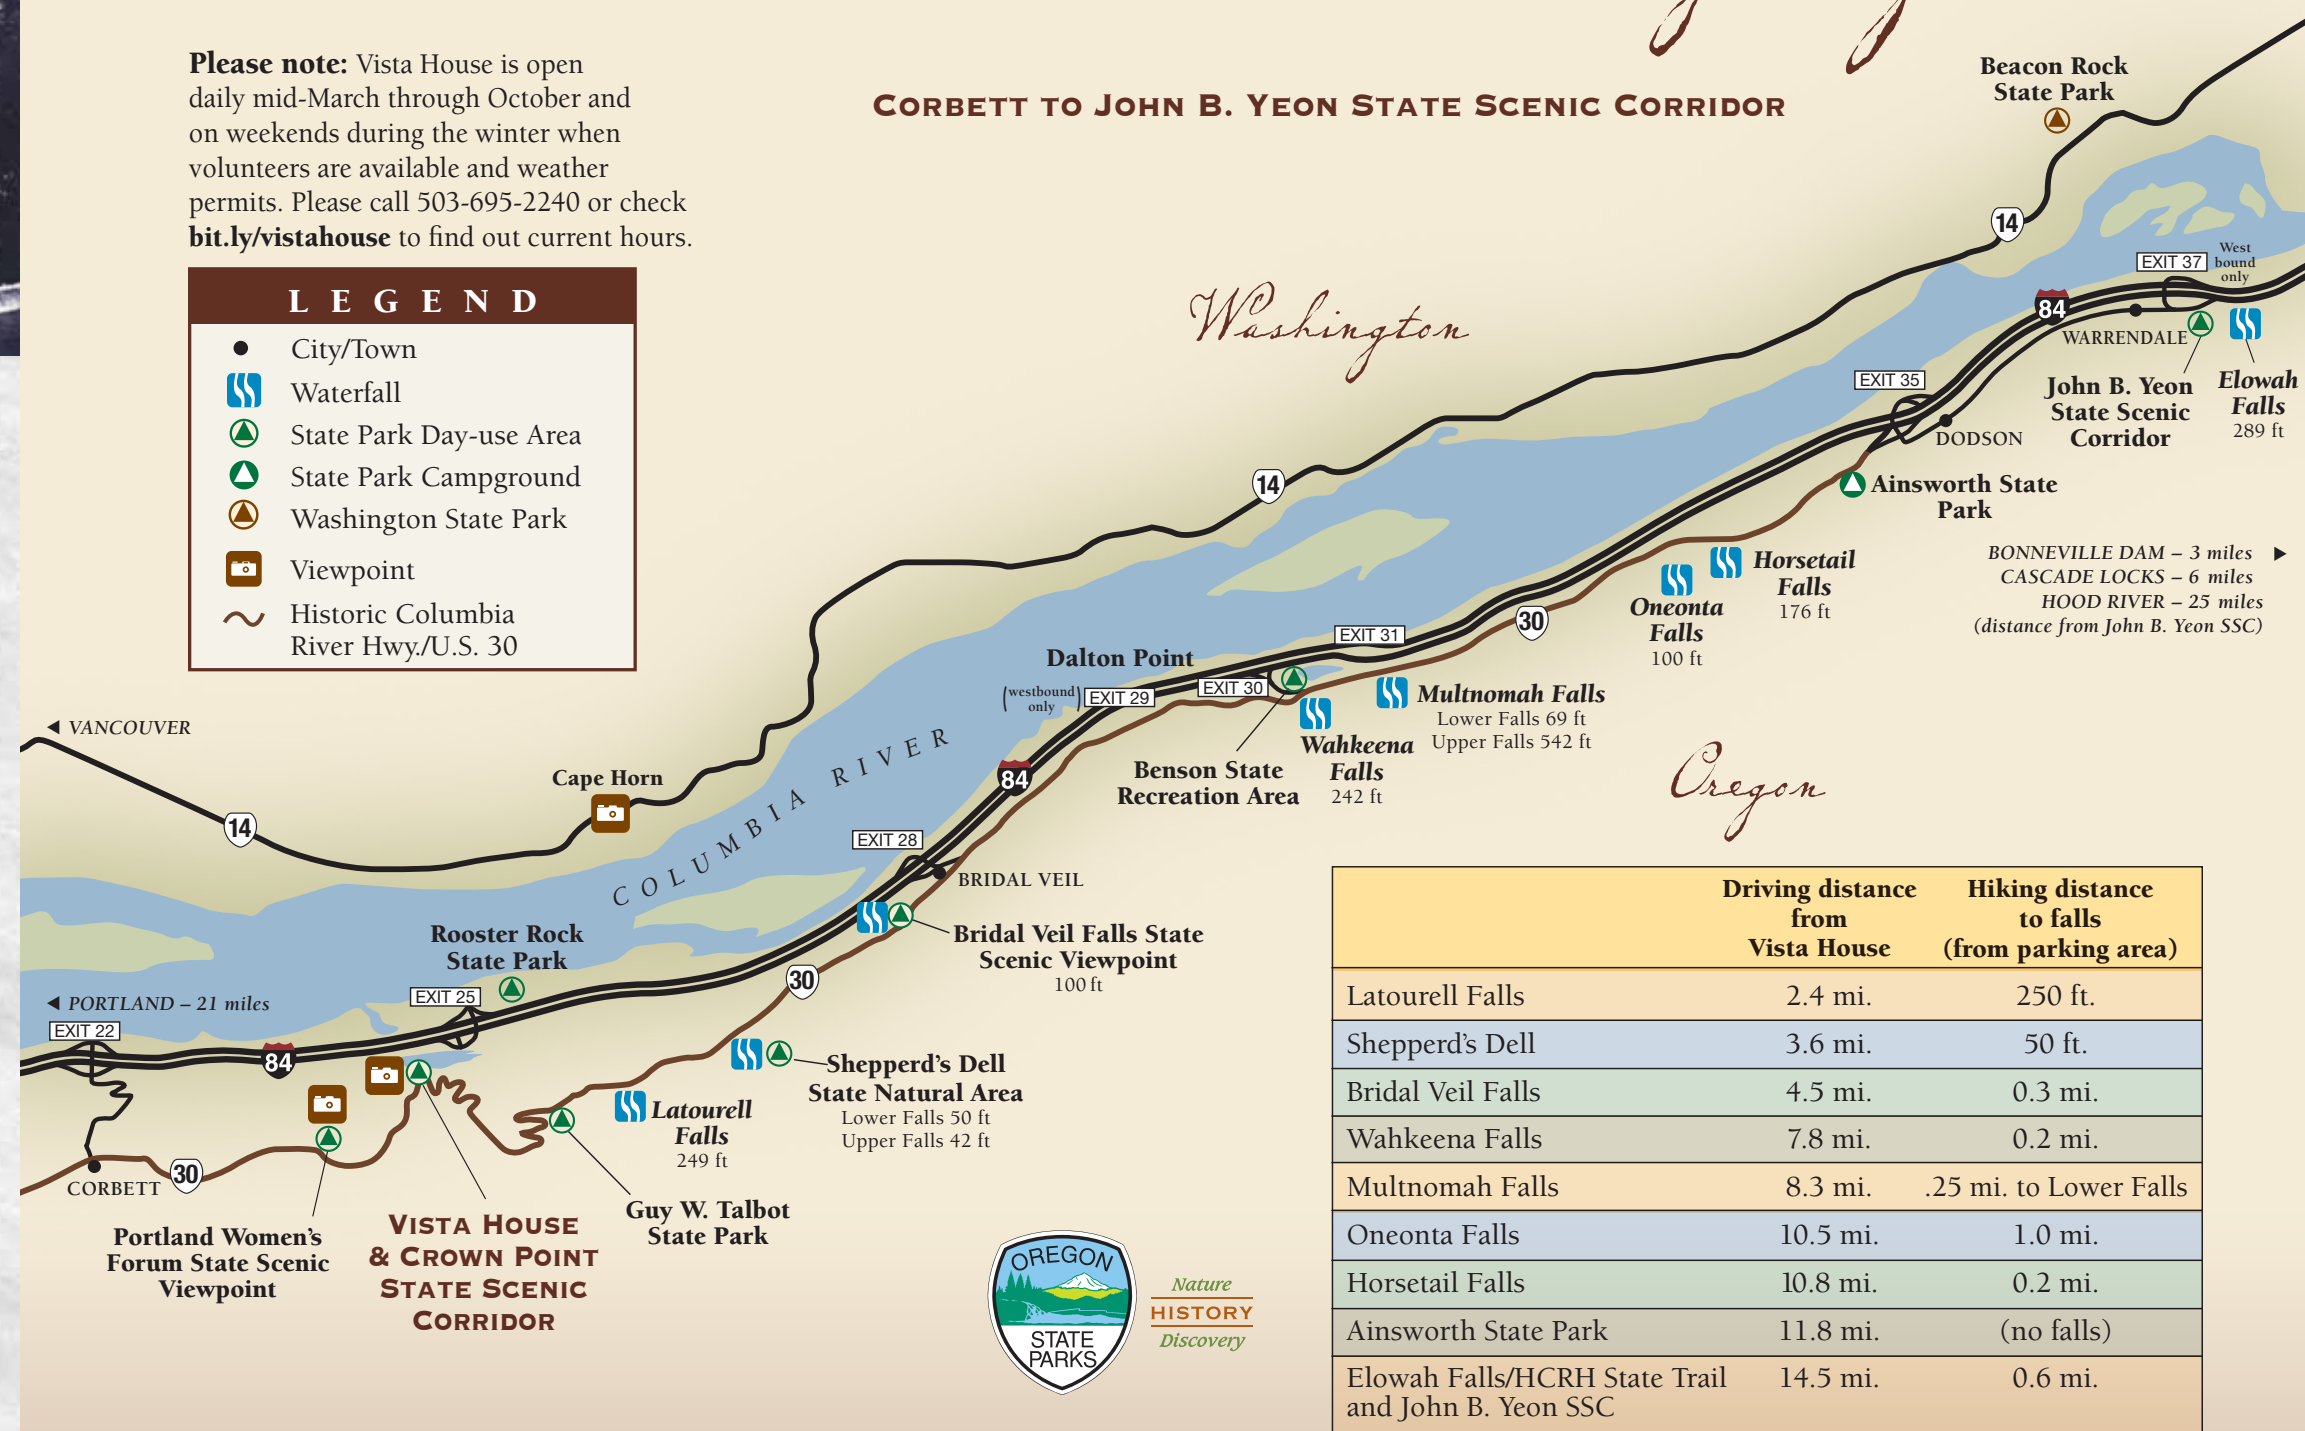 Please note: Vista House is open
daily mid-March through October and
on weekends during the winter when
volunteers are available and weather
permits. Please call 503-695-2240 or check
bit.ly/vistahouse to find out current hours.
CORBETT TO JOHN B. YEON STATE SCENIC CORRIDOR
LEGEND
City/Town
Waterfall
State Park Day-use Area
State Park Campground
Washington State Park
Viewpoint
Historic Columbia
River Hwy./U.S. 30
Washington
Beacon Rock
State Park
14
EXIT 37
West
bound
only
84
WARRENDALE
John B. Yeon
State Scenic
Corridor
Elowah
Falls
289 ft
EXIT 35
DODSON
Ainsworth State
Park
14
BONNEVILLE DAM – 3 miles ►
CASCADE LOCKS – 6 miles
HOOD RIVER – 25 miles
(distance from John B. Yeon SSC)
Horsetail
Falls
176 ft
Oneonta
Falls
100 ft
30
EXIT 31
Dalton Point
(westbound
only)
EXIT 29
EXIT 30
Multnomah Falls
Lower Falls 69 ft
Upper Falls 542 ft
Wahkeena
Falls
242 ft
Benson State
Recreation Area
Oregon
◄ VANCOUVER
14
Cape Horn
COLUMBIA RIVER
84
EXIT 28
BRIDAL VEIL
Bridal Veil Falls State
Scenic Viewpoint
100 ft
30
Rooster Rock
State Park
EXIT 25
◄ PORTLAND – 21 miles
EXIT 22
84
Shepperd’s Dell
State Natural Area
Lower Falls 50 ft
Upper Falls 42 ft
Latourell
Falls
249 ft
Guy W. Talbot
State Park
CORBETT
30
Portland Women’s
Forum State Scenic
Viewpoint
VISTA HOUSE
& CROWN POINT
STATE SCENIC
CORRIDOR
OREGON
STATE
PARKS
Nature
HISTORY
Discovery
Driving distance
from
Vista House
Hiking distance
to falls
(from parking area)
Latourell Falls 2.4 mi. 250 ft.
Shepperd’s Dell 3.6 mi. 50 ft.
Bridal Veil Falls 4.5 mi. 0.3 mi.
Wahkeena Falls 7.8 mi. 0.2 mi.
Multnomah Falls 8.3 mi. .25 mi. to Lower Falls
Oneonta Falls 10.5 mi. 1.0 mi.
Horsetail Falls 10.8 mi. 0.2 mi.
Ainsworth State Park 11.8 mi. (no falls)
Elowah Falls/HCRH State Trail 14.5 mi. 0.6 mi.
and John B. Yeon SSC